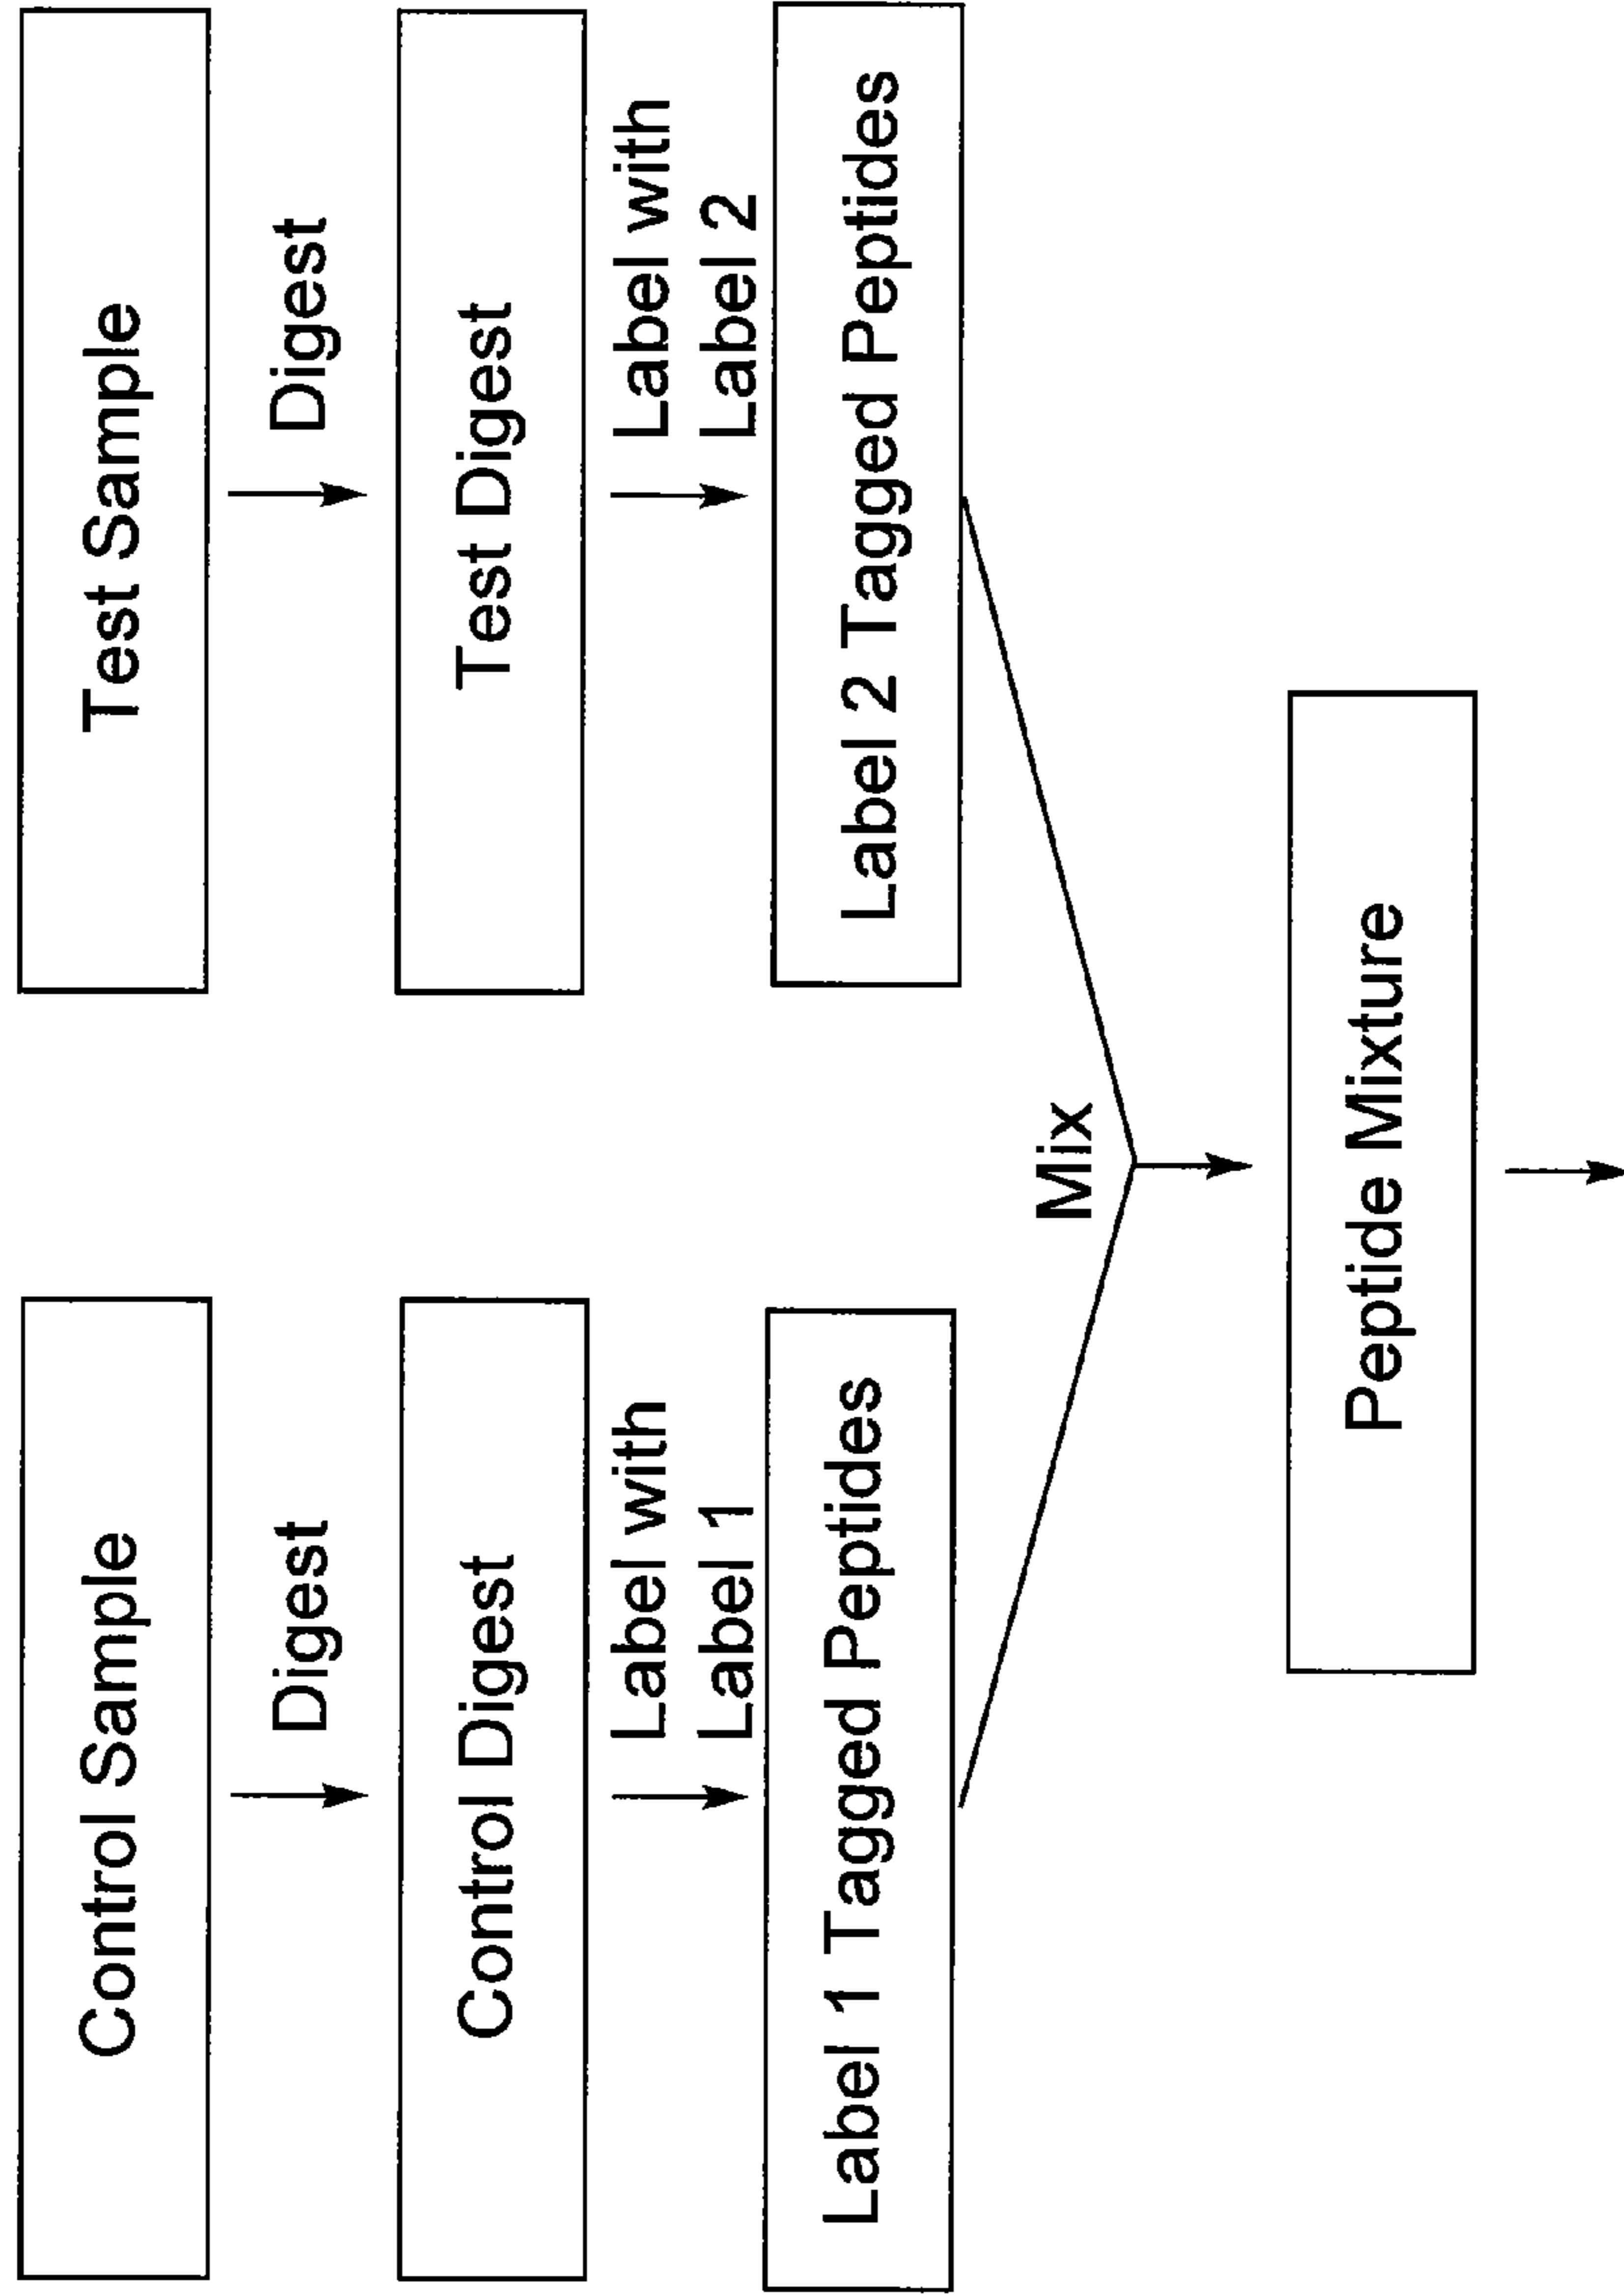 Control Sample
Test Sample
Digest
Digest
Control Digest
Test Digest
Label with
Label 1
Label with
Label 2
Label 1 Tagged Peptides
Label 2 Tagged Peptides
Mix
Peptide Mixture